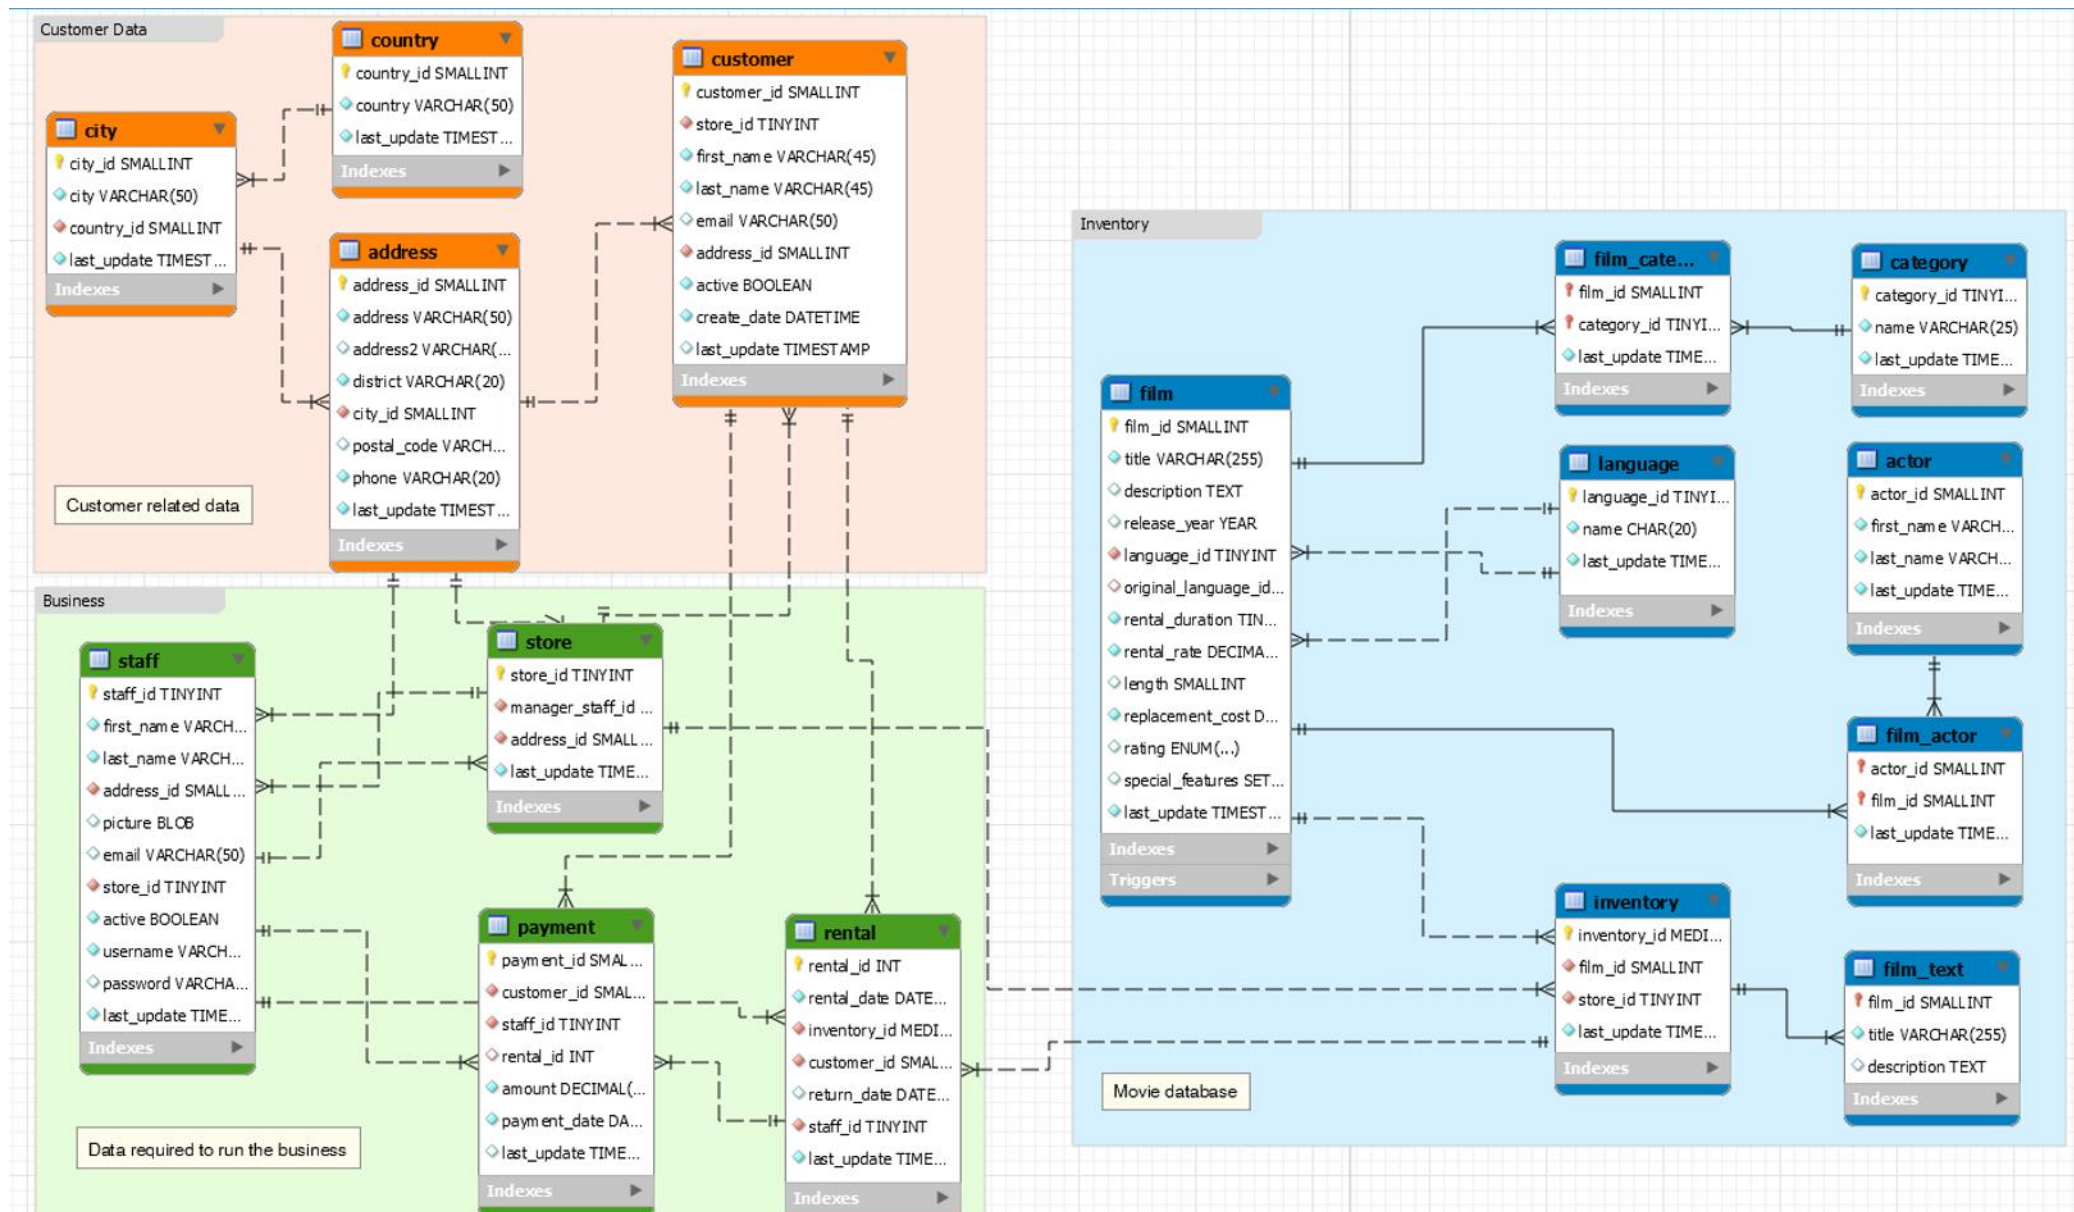 Customer Data
country
country_id SMALLINT
country VARCHAR(50)
last_update TIMEST...
Indexes
customer
customer_id SMALLINT
store_id TINYINT
first_name VARCHAR(45)
last_name VARCHAR(45)
email VARCHAR(50)
address_id SMALLINT
active BOOLEAN
create_date DATETIME
last_update TIMESTAMP
Indexes
city
city_id SMALLINT
city VARCHAR(50)
country_id SMALLINT
last_update TIMEST...
Indexes
address
address_id SMALLINT
address VARCHAR(50)
address2 VARCHAR(...
district VARCHAR(20)
city_id SMALLINT
postal_code VARCH...
phone VARCHAR(20)
last_update TIMEST...
Indexes
Customer related data
Business
staff
staff_id TINYINT
first_name VARCH...
last_name VARCH...
address_id SMALL...
picture BLOB
email VARCHAR(50)
store_id TINYINT
active BOOLEAN
username VARCH...
password VARCHA...
last_update TIME...
Indexes
store
store_id TINYINT
manager_staff_id ...
address_id SMALL...
last_update TIME...
Indexes
payment
payment_id SMAL...
customer_id SMAL...
staff_id TINYINT
rental_id INT
amount DECIMAL(...
payment_date DA...
last_update TIME...
Indexes
rental
rental_id INT
rental_date DATE...
inventory_id MEDI...
customer_id SMAL...
return_date DATE...
staff_id TINYINT
last_update TIME...
Indexes
Data required to run the business
Inventory
film
film_id SMALLINT
title VARCHAR(255)
description TEXT
release_year YEAR
language_id TINYINT
original_language_id...
rental_duration TIN...
rental_rate DECIMA...
length SMALLINT
replacement_cost D...
rating ENUM(...)
special_features SET...
last_update TIMEST...
Indexes
Triggers
film_cate...
film_id SMALLINT
category_id TINYI...
last_update TIME...
Indexes
category
category_id TINYI...
name VARCHAR(25)
last_update TIME...
Indexes
language
language_id TINYI...
name CHAR(20)
last_update TIME...
Indexes
actor
actor_id SMALLINT
first_name VARCH...
last_name VARCH...
last_update TIME...
Indexes
film_actor
actor_id SMALLINT
film_id SMALLINT
last_update TIME...
Indexes
inventory
inventory_id MEDI...
film_id SMALLINT
store_id TINYINT
last_update TIME...
Indexes
film_text
film_id SMALLINT
title VARCHAR(255)
description TEXT
Indexes
Movie database